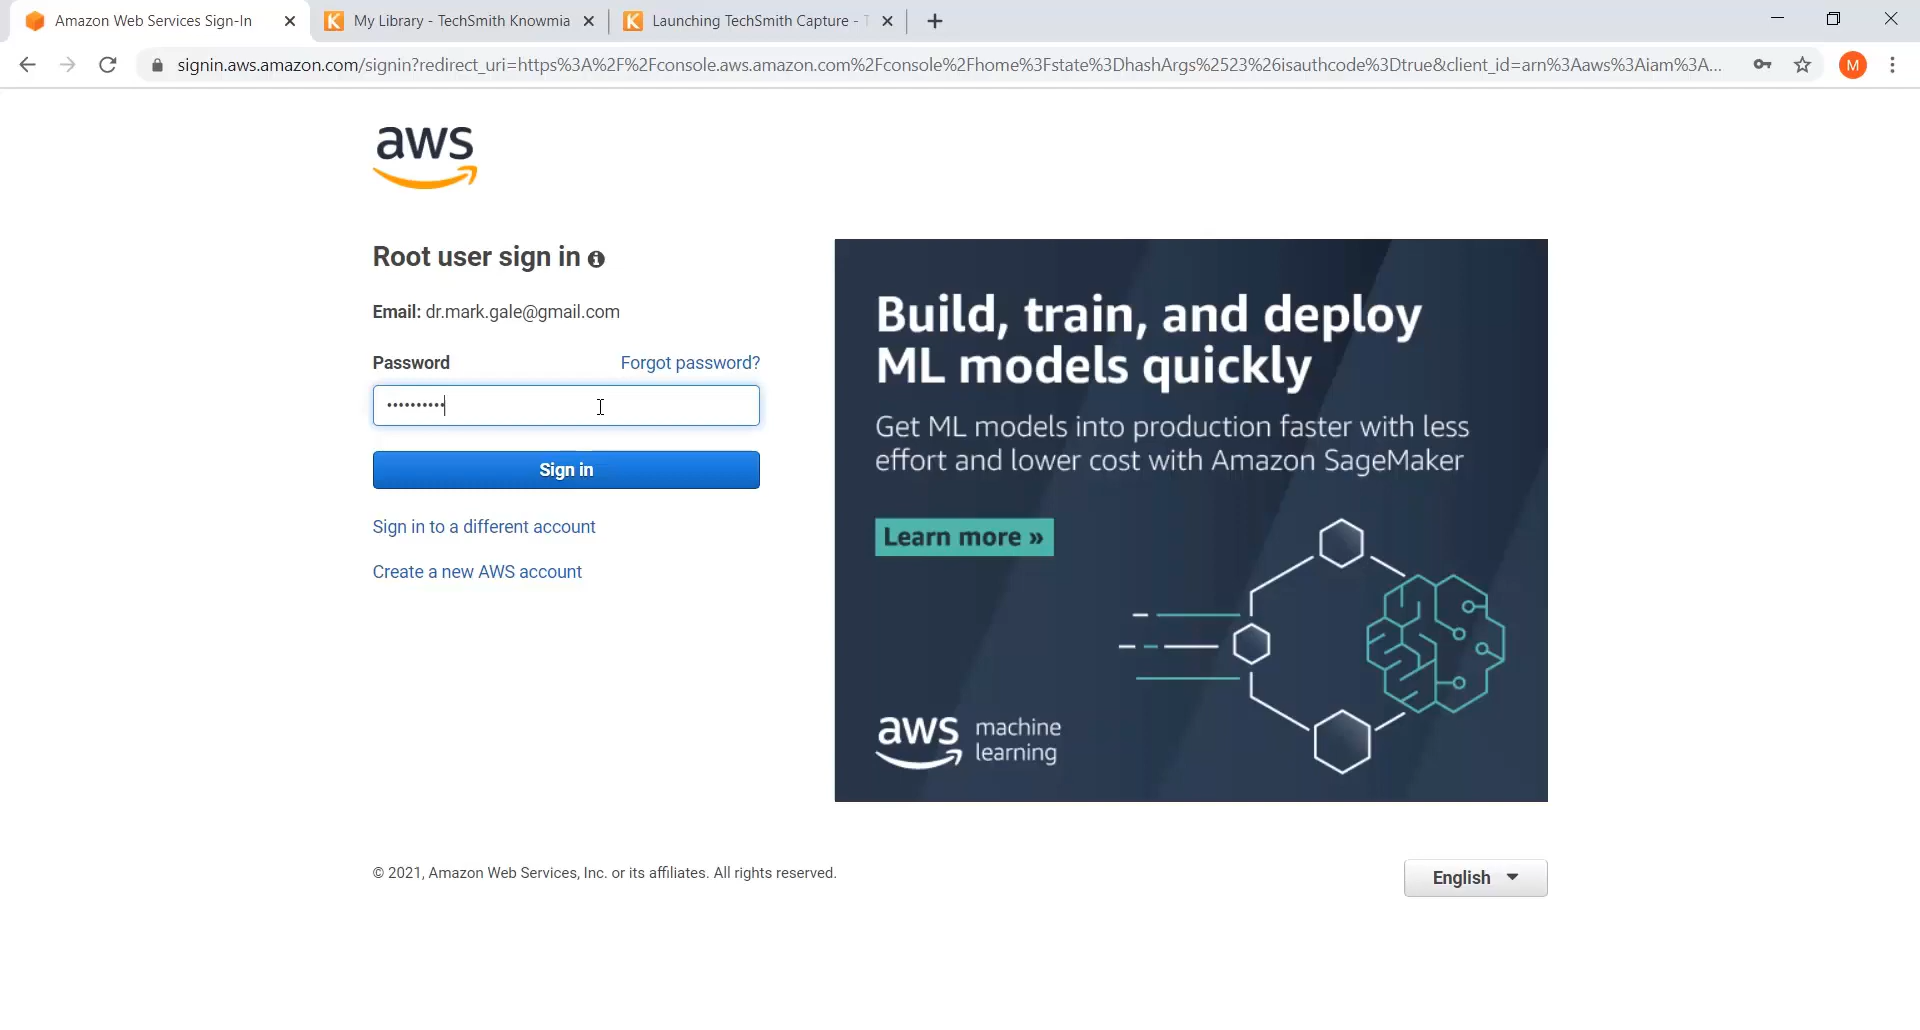 Amazon Web Services Sign-In
My Library - TechSmith Knowmia
Launching TechSmith Capture - T
signin.aws.amazon.com/signin?redirect_uri=https%3A%2F%2Fconsole.aws.amazon.com%2Fconsole%2Fhome%3Fstate%3DhashArgs%2523%26isauthcode%3Dtrue&client_id=arn%3Aaws%3Aiam%3A...
M
aws
Root user sign in
Email: dr.mark.gale@gmail.com
Password Forgot password?
••••••••••
Sign in
Sign in to a different account
Create a new AWS account
Build, train, and deploy
ML models quickly
Get ML models into production faster with less
effort and lower cost with Amazon SageMaker
Learn more »
aws machine
learning
© 2021, Amazon Web Services, Inc. or its affiliates. All rights reserved.
English